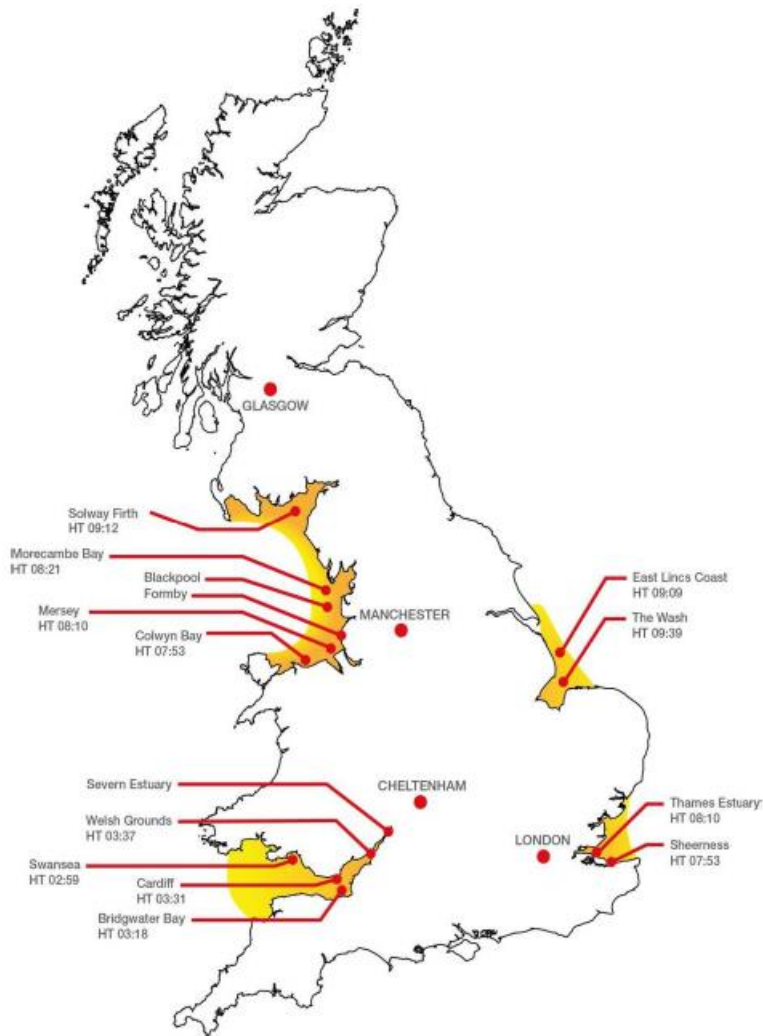 GLASGOW
Solway Firth
HT 09:12
Morecambe Bay
HT 08:21
Blackpool
Formby
Mersey
HT 08:10
Colwyn Bay
HT 07:53
MANCHESTER
East Lincs Coast
HT 09:09
The Wash
HT 09:39
Severn Estuary
CHELTENHAM
Welsh Grounds
HT 03:37
Swansea
HT 02:59
Cardiff
HT 03:31
Bridgwater Bay
HT 03:18
LONDON
Thames Estuary
HT 08:10
Sheerness
HT 07:53